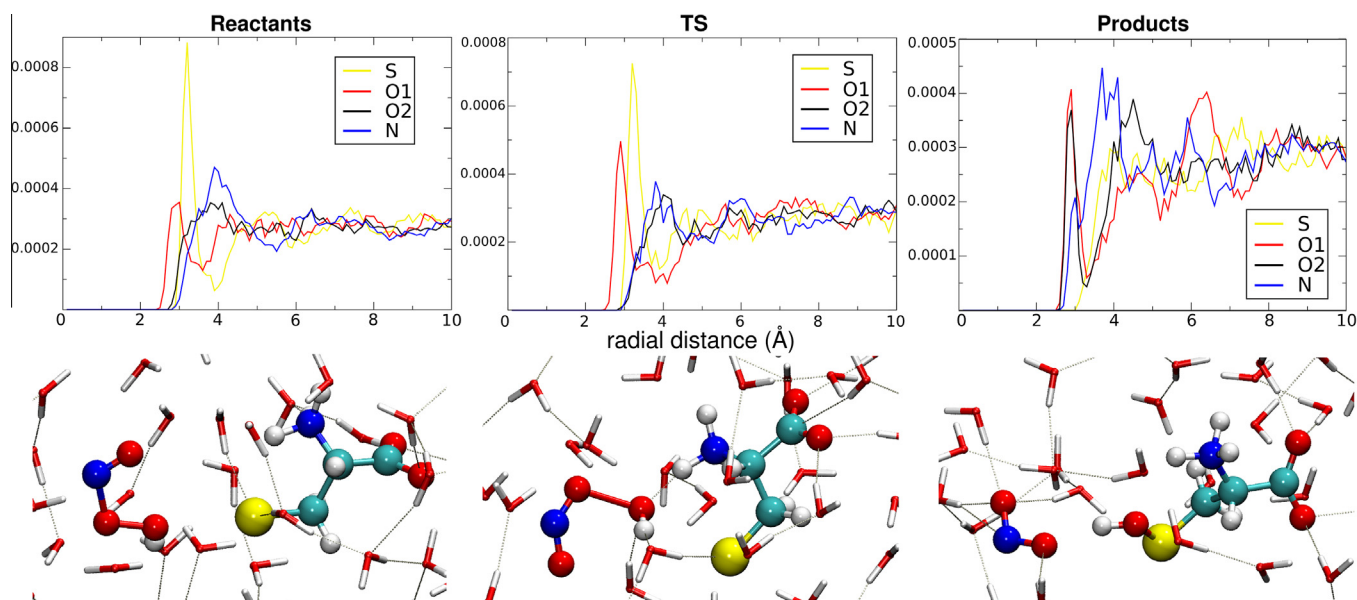 Reactants
0.0008
0.0006
0.0004
0.0002
S
O1
O2
N
0 2 4 6 8 10
TS
0.0008
0.0006
0.0004
0.0002
S
O1
O2
N
0 2 4 6 8 10
radial distance (Å)
Products
0.0005
0.0004
0.0003
0.0002
0.0001
S
O1
O2
N
0 2 4 6 8 10